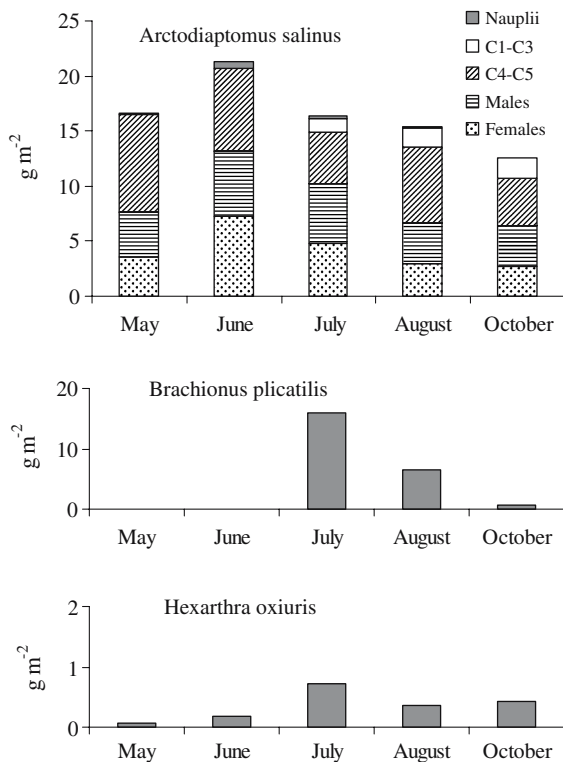 Arctodiaptomus salinus
Nauplii
C1-C3
C4-C5
Males
Females
g m-2
25
20
15
10
5
0
May June July August October
Brachionus plicatilis
g m-2
20
10
0
May June July August October
Hexarthra oxiuris
g m-2
2
1
0
May June July August October